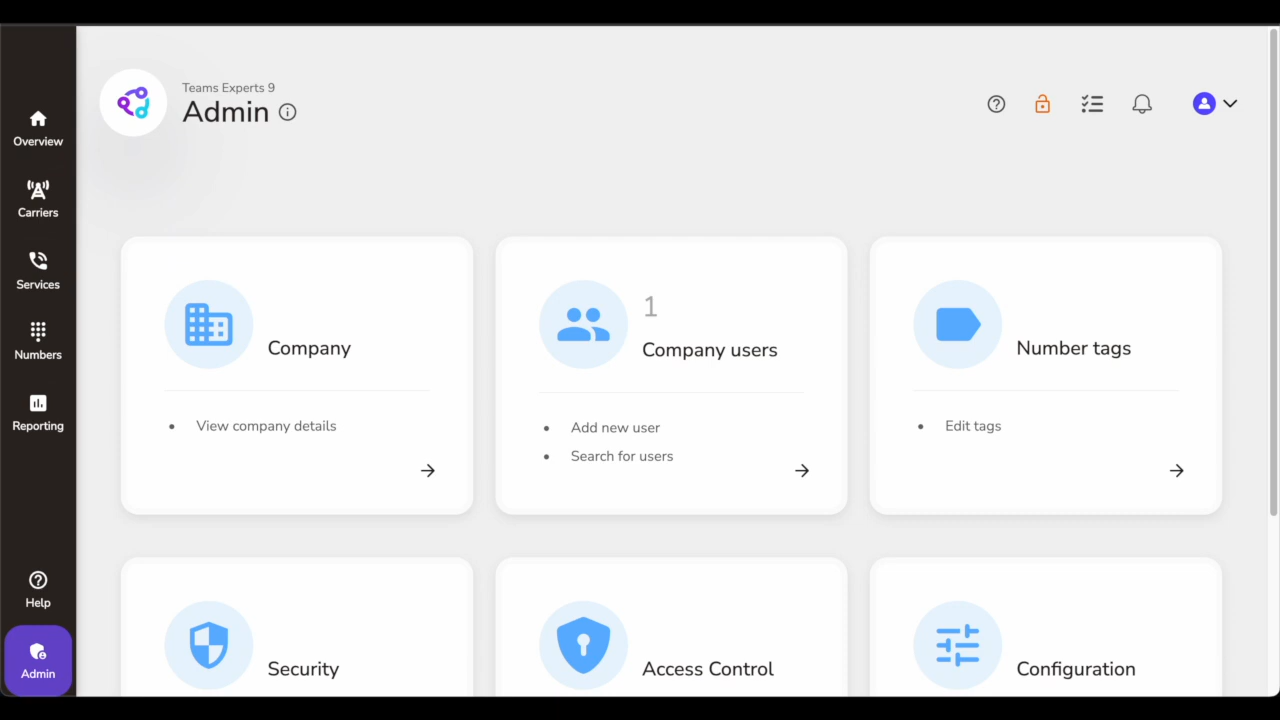 Teams Experts 9
Admin
Overview
Carriers
Services
Numbers
Reporting
Help
Admin
Company
View company details
1
Company users
Add new user
Search for users
Number tags
Edit tags
Security
Access Control
Configuration